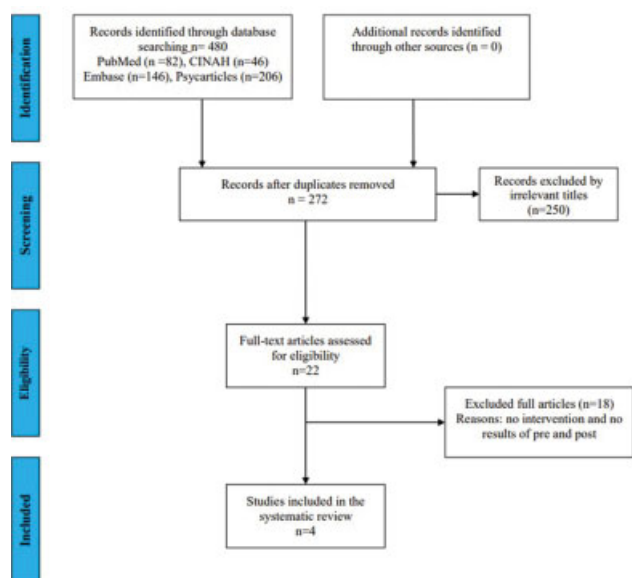 Identification
Records identified through database
searching n= 480
PubMed (n =82), CINAH (n=46)
Embase (n=146), Psycarticles (n=206)
Additional records identified
through other sources (n = 0)
Screening
Records after duplicates removed
n = 272
Records excluded by
irrelevant titles
(n=250)
Eligibility
Full-text articles assessed
for eligibility
n=22
Excluded full articles (n=18)
Reasons: no intervention and no
results of pre and post
Included
Studies included in the
systematic review
n=4